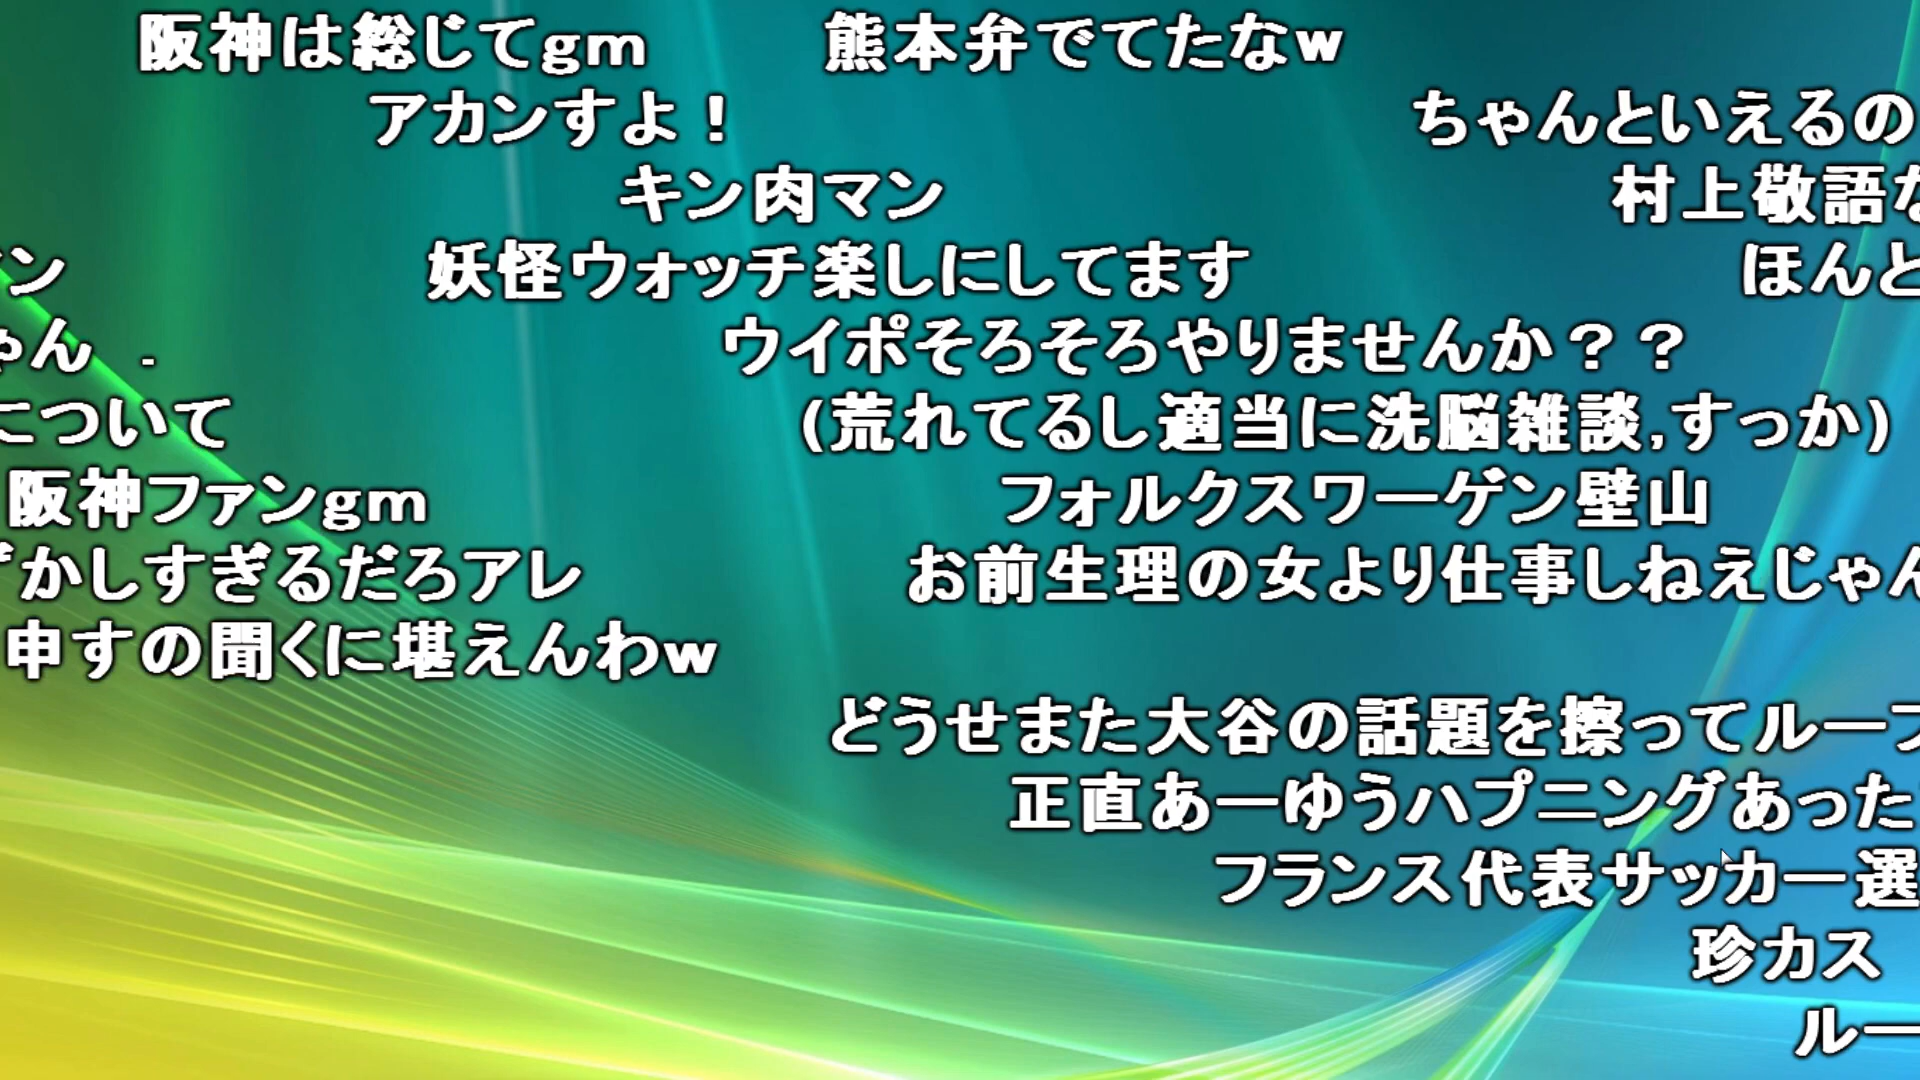 阪神は総じてgm 熊本弁でてたなw
アカンすよ！ ちゃんといえるの
キン肉マン 村上敬語な
ン 妖怪ウォッチ楽しにしてます ほんと
ゃん . ウイポそろそろやりませんか？？
について (荒れてるし適当に洗脳雑談,すっか)
阪神ファンgm フォルクスワーゲン壁山
かしすぎるだろアレ お前生理の女より仕事しねえじゃん
申すの聞くに堪えんわw
どうせまた大谷の話題を擦ってルー
正直あーゆうハプニングあった
フランス代表サッカー選
珍カス
ルー